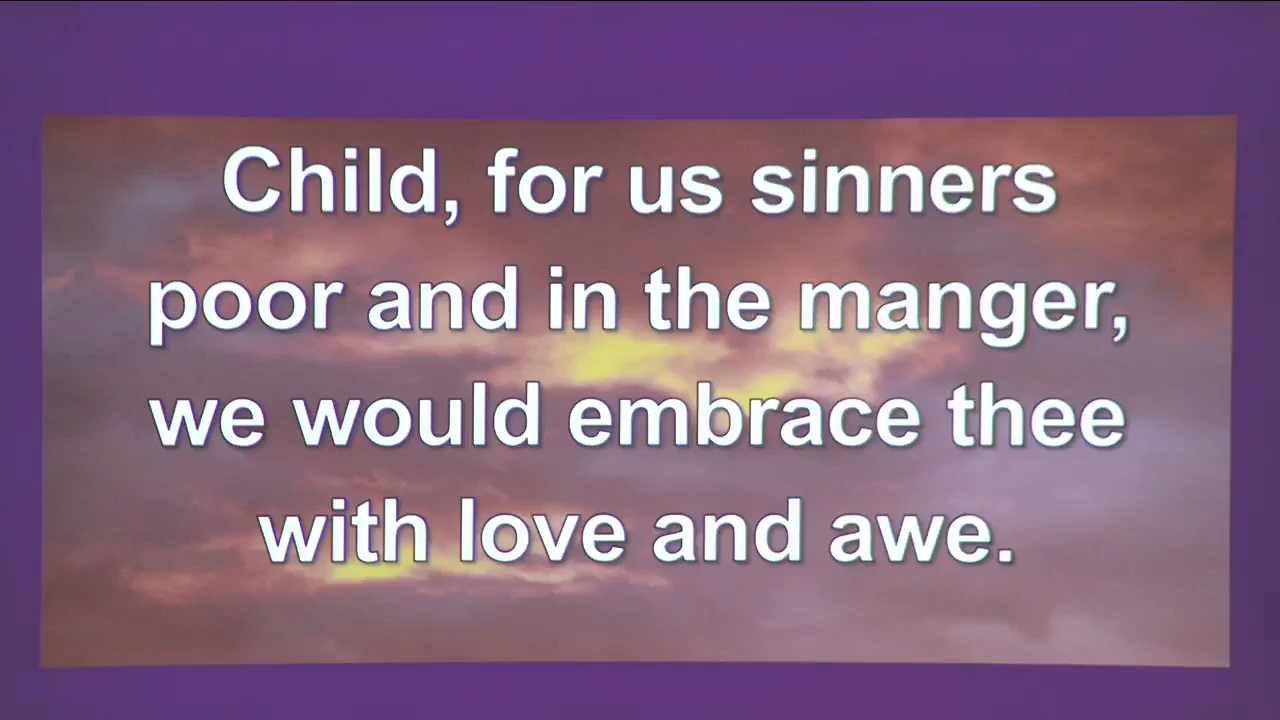 Child, for us sinners
poor and in the manger,
we would embrace thee
with love and awe.